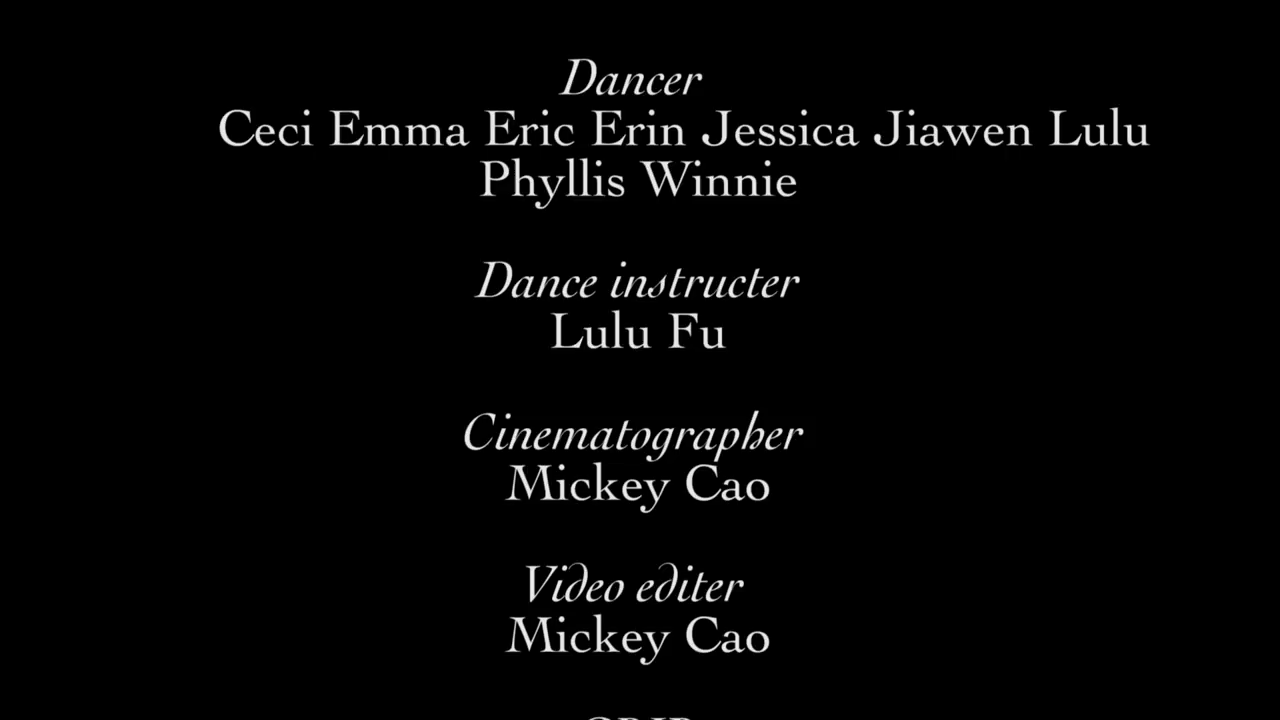 Dancer
Ceci Emma Eric Erin Jessica Jiawen Lulu
Phyllis Winnie
Dance instructer
Lulu Fu
Cinematographer
Mickey Cao
Video editer
Mickey Cao